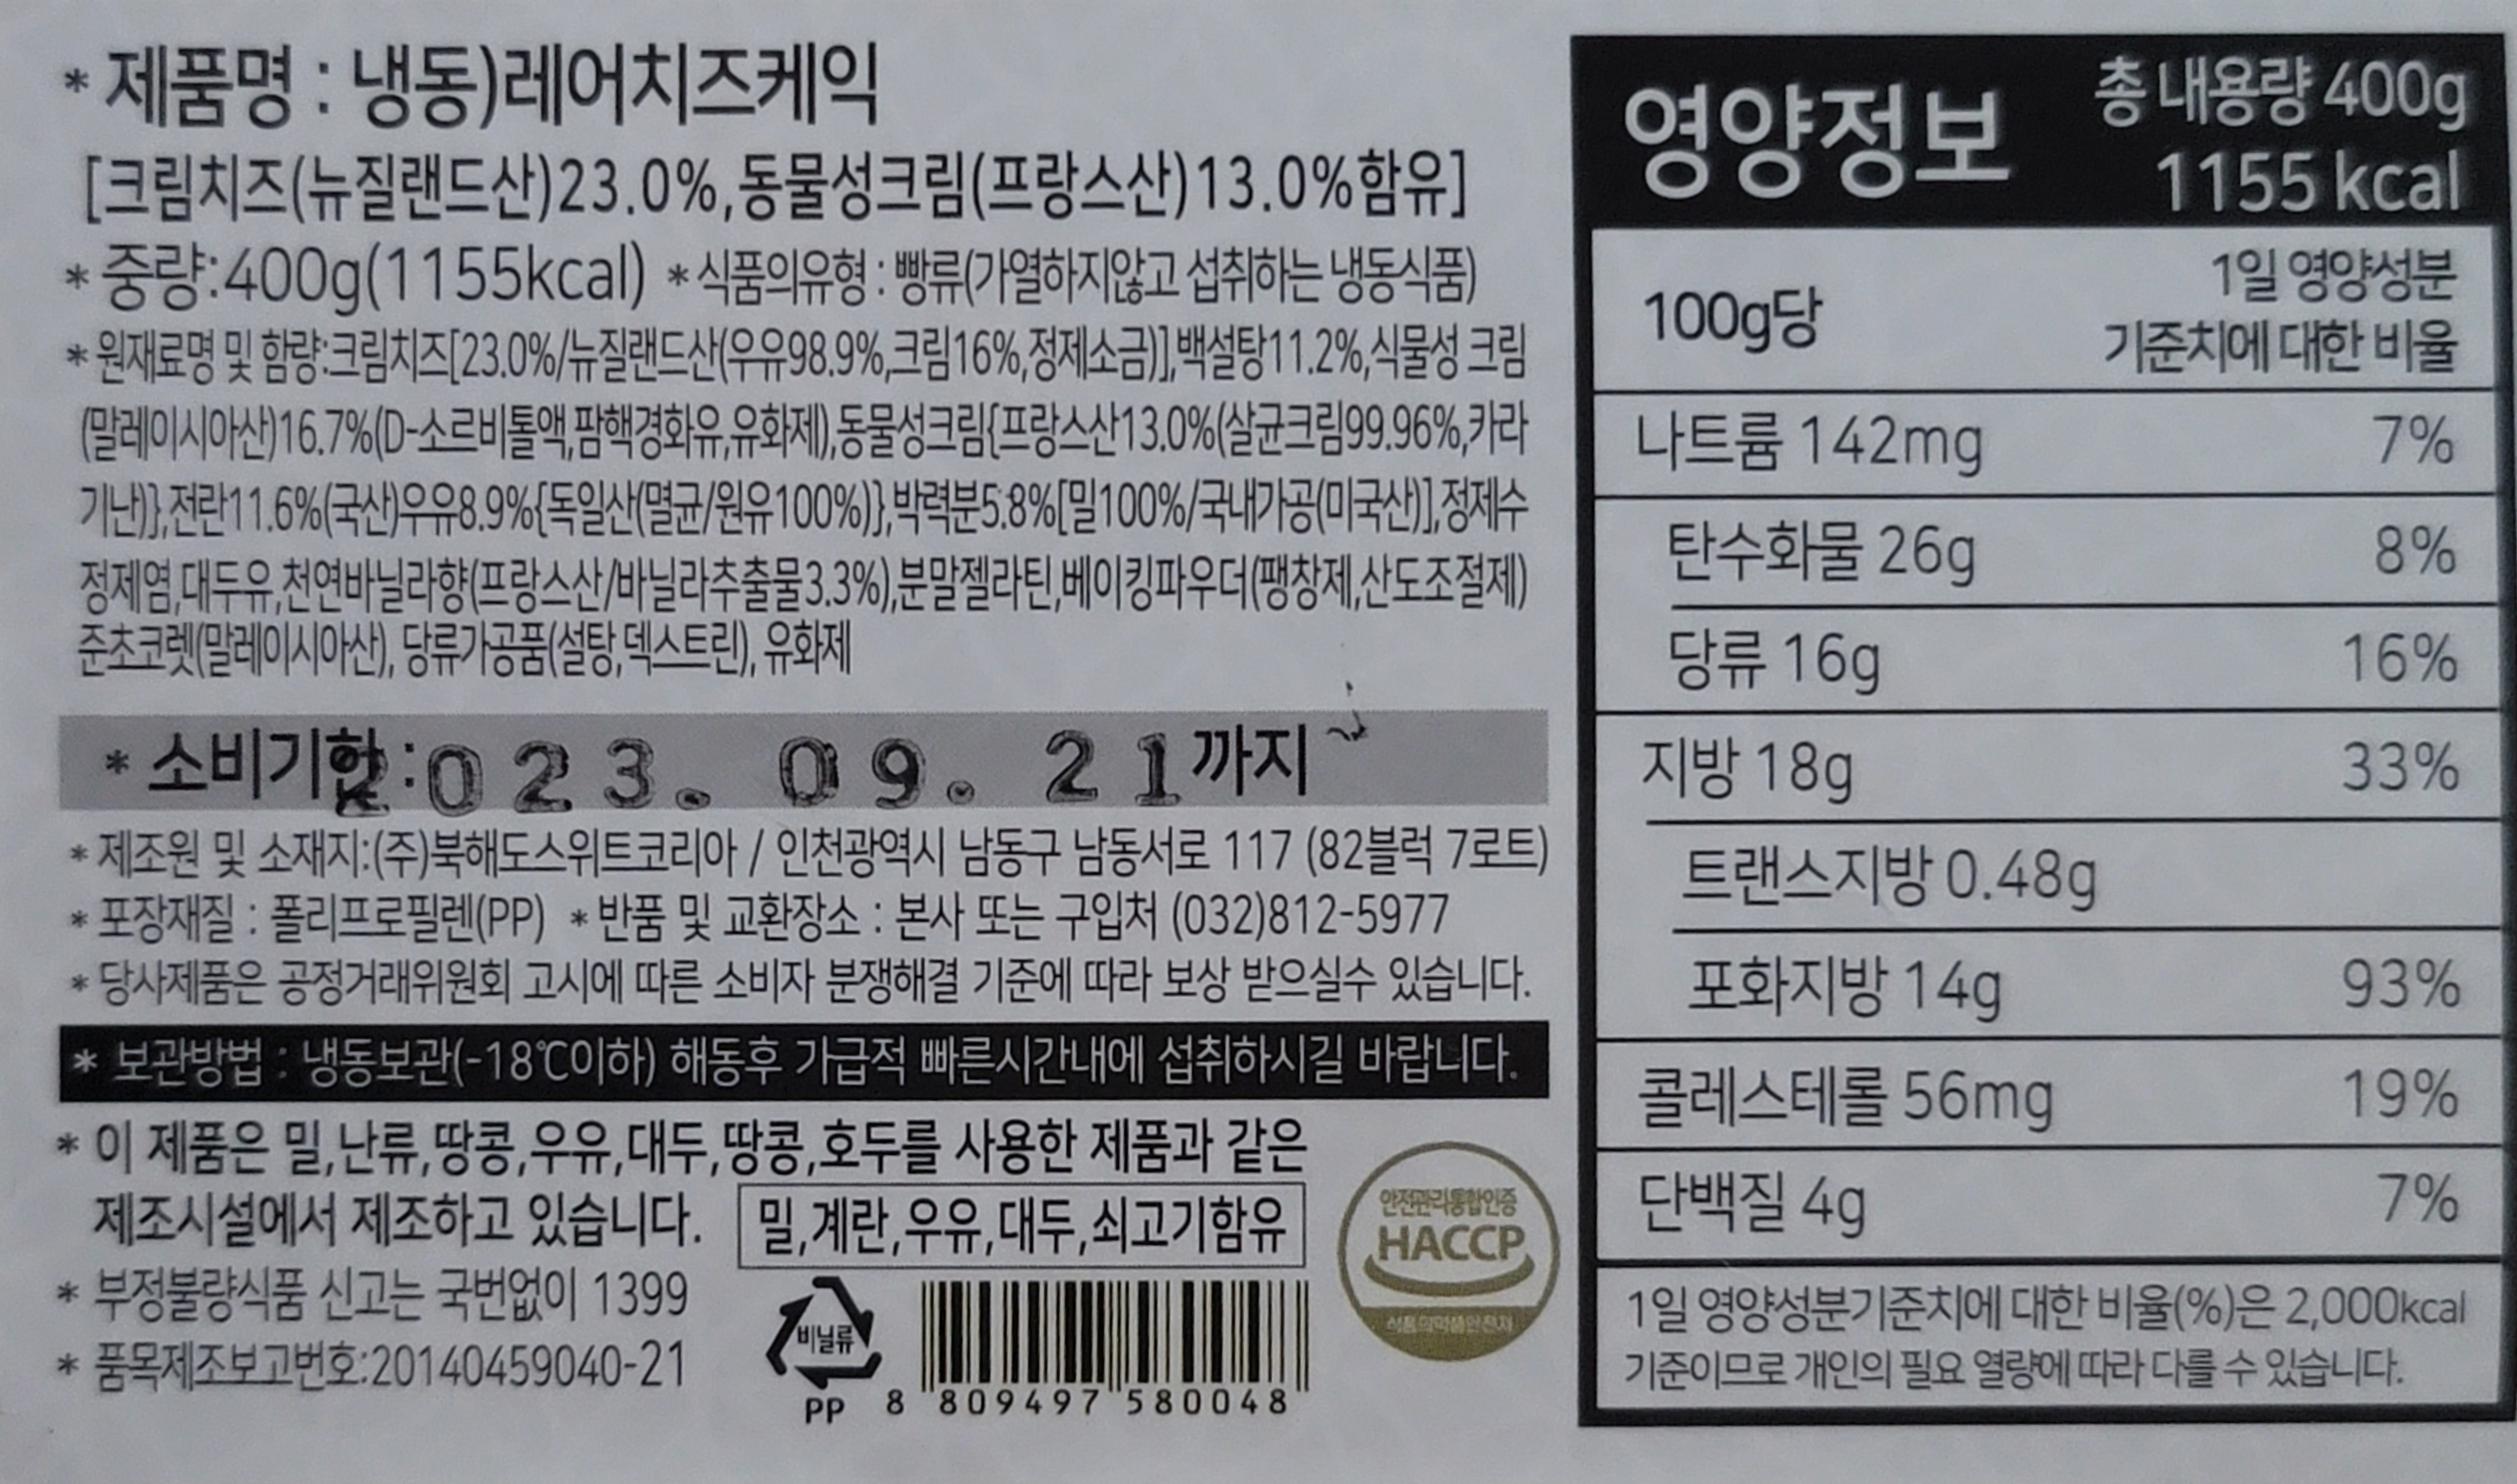 * 제품명 : 냉동)레어치즈케익
[크림치즈(뉴질랜드산)23.0%,동물성크림(프랑스산)13.0%함유]
* 중량:400g(1155kcal) * 식품의유형 : 빵류(가열하지않고 섭취하는 냉동식품)
* 원재료명 및 함량:크림치즈[23.0%/뉴질랜드산(우유98.9%,크림16%,정제소금)],백설탕11.2%,식물성 크림
(말레이시아산)16.7%(D-소르비톨액,팜핵경화유,유화제),동물성크림{프랑스산13.0%(살균크림99.96%,카라
기난)},전란11.6%(국산)우유8.9%{독일산(멸균/원유100%)},박력분5.8%[밀100%/국내가공(미국산)],정제수
정제염,대두유,천연바닐라향(프랑스산/바닐라추출물3.3%),분말젤라틴,베이킹파우더(팽창제,산도조절제)
준초코렛(말레이시아산), 당류가공품(설탕,덱스트린), 유화제
* 소비기한 : 2023. 09. 21 까지
* 제조원 및 소재지:(주)북해도스위트코리아 / 인천광역시 남동구 남동서로 117 (82블럭 7로트)
* 포장재질 : 폴리프로필렌(PP) * 반품 및 교환장소 : 본사 또는 구입처 (032)812-5977
* 당사제품은 공정거래위원회 고시에 따른 소비자 분쟁해결 기준에 따라 보상 받으실수 있습니다.
* 보관방법 : 냉동보관(-18℃이하) 해동후 가급적 빠른시간내에 섭취하시길 바랍니다.
* 이 제품은 밀,난류,땅콩,우유,대두,땅콩,호두를 사용한 제품과 같은
제조시설에서 제조하고 있습니다.
밀,계란,우유,대두,쇠고기함유
* 부정불량식품 신고는 국번없이 1399
* 품목제조보고번호:20140459040-21
비닐류
PP
8 809497 580048
안전관리통합인증
HACCP
식품의약품안전처
영양정보
총 내용량 400g
1155 kcal
100g당
1일 영양성분
기준치에 대한 비율
나트륨 142mg 7%
탄수화물 26g 8%
당류 16g 16%
지방 18g 33%
트랜스지방 0.48g
포화지방 14g 93%
콜레스테롤 56mg 19%
단백질 4g 7%
1일 영양성분기준치에 대한 비율(%)은 2,000kcal
기준이므로 개인의 필요 열량에 따라 다를 수 있습니다.